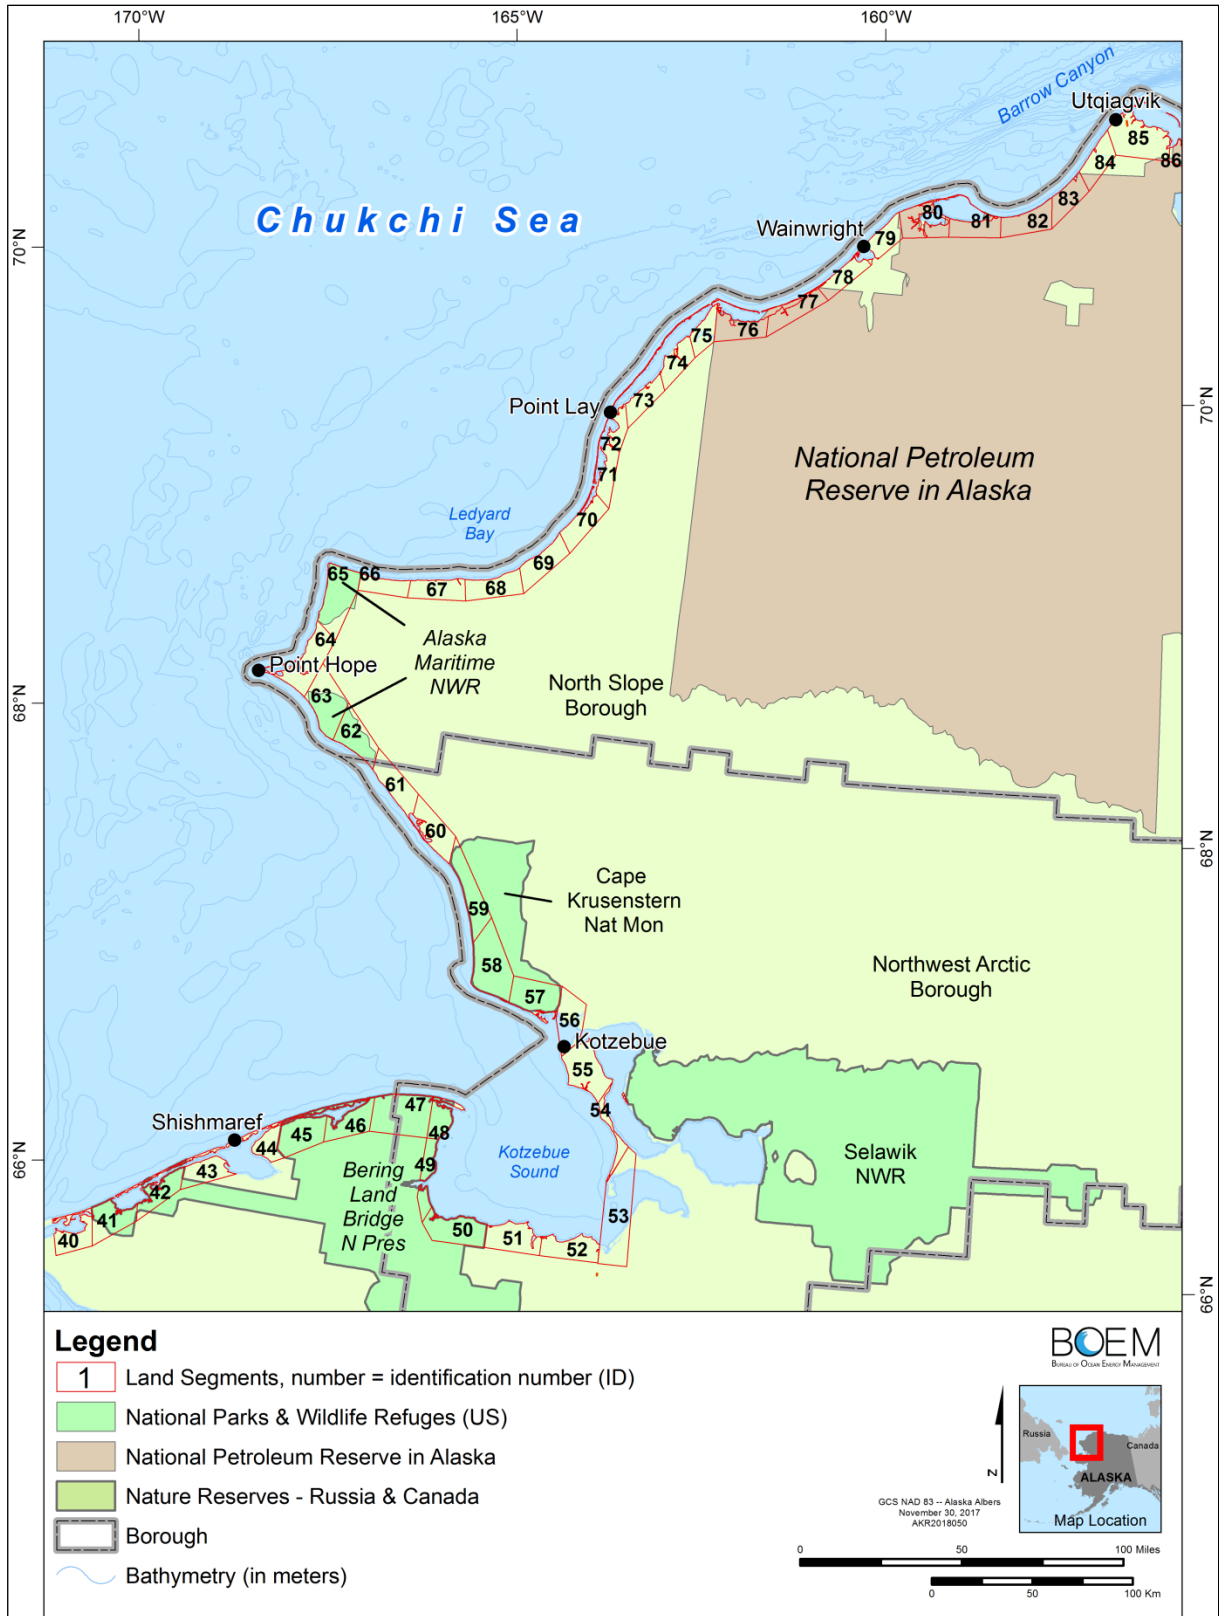 170°W
165°W
160°W
Barrow Canyon
Utqiagvik
85
86
84
83
Chukchi Sea
80
81
82
Wainwright
79
70°N
78
77
76
75
74
Point Lay
73
70°N
72
71
National Petroleum
Reserve in Alaska
Ledyard
Bay
70
69
65
66
67
68
64
Alaska
Maritime
NWR
Point Hope
63
62
North Slope
Borough
68°N
61
60
68°N
Cape
Krusenstern
Nat Mon
59
58
57
Northwest Arctic
Borough
56
Kotzebue
55
54
Shishmaref
47
46
45
48
44
43
49
42
41
40
Kotzebue
Sound
Selawik
NWR
66°N
Bering
Land
Bridge
N Pres
53
50
51
52
66°N
Legend
1
Land Segments, number = identification number (ID)
National Parks & Wildlife Refuges (US)
National Petroleum Reserve in Alaska
Nature Reserves - Russia & Canada
Borough
Bathymetry (in meters)
BOEM
Bureau of Ocean Energy Management
N
Russia
Canada
ALASKA
Map Location
GCS NAD 83 -- Alaska Albers
November 30, 2017
AKR2018050
0
50
100 Miles
0
50
100 Km